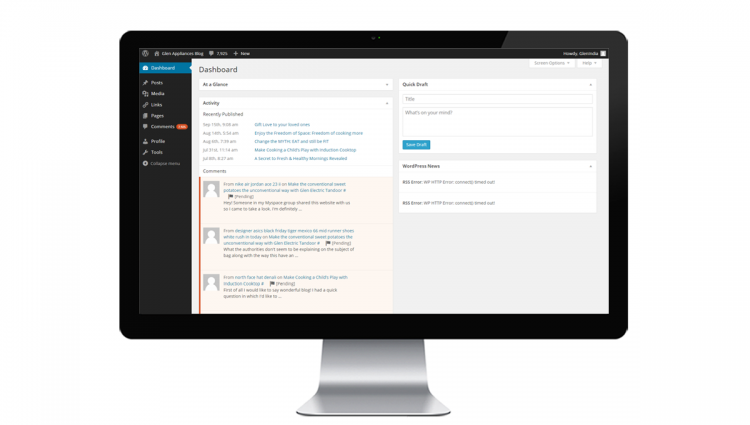 Glen Appliances Blog 7,925 + New
Howdy, Glenindia
Dashboard
Posts
Media
Links
Pages
Comments
Profile
Tools
Collapse menu
Dashboard
Screen Options
Help
At a Glance
Activity
Recently Published
Sep 15th, 5:50 am Gift Love to your loved ones
Aug 14th, 5:50 am Enjoy the Freedom of Space: Freedom of cooking more
Aug 6th, 7:39 am Change the MYTH; EAT and still be FIT
Jul 31st, 11:14 am Make Cooking a Child's Play with Induction Cooktop
Jul 8th, 8:27 am A Secret to Fresh & Healthy Mornings Revealed
Comments
From nike air jordan ace 23 ii on Make the conventional sweet
potatoes the unconventional way with Glen Electric Tandoor #
[Pending]
Hey! Someone in my Myspace group shared this website with us
so I came to take a look. I'm definitely ...
From designer asics black friday tiger mexico 66 mid runner shoes
while rush in today on Make the conventional sweet potatoes the
unconventional way with Glen Electric Tandoor # [Pending]
What the authorities don't seem to be explaining on the subject of
bag along with the way this have an ...
From north face hat denali on Make Cooking a Child's Play with
Induction Cooktop # [Pending]
First of all I would like to say wonderful blog! I had a quick
question in which I'd like to ...
Quick Draft
Title
What's on your mind?
Save Draft
WordPress News
RSS Error: WP HTTP Error: connect() timed out!
RSS Error: WP HTTP Error: connect() timed out!